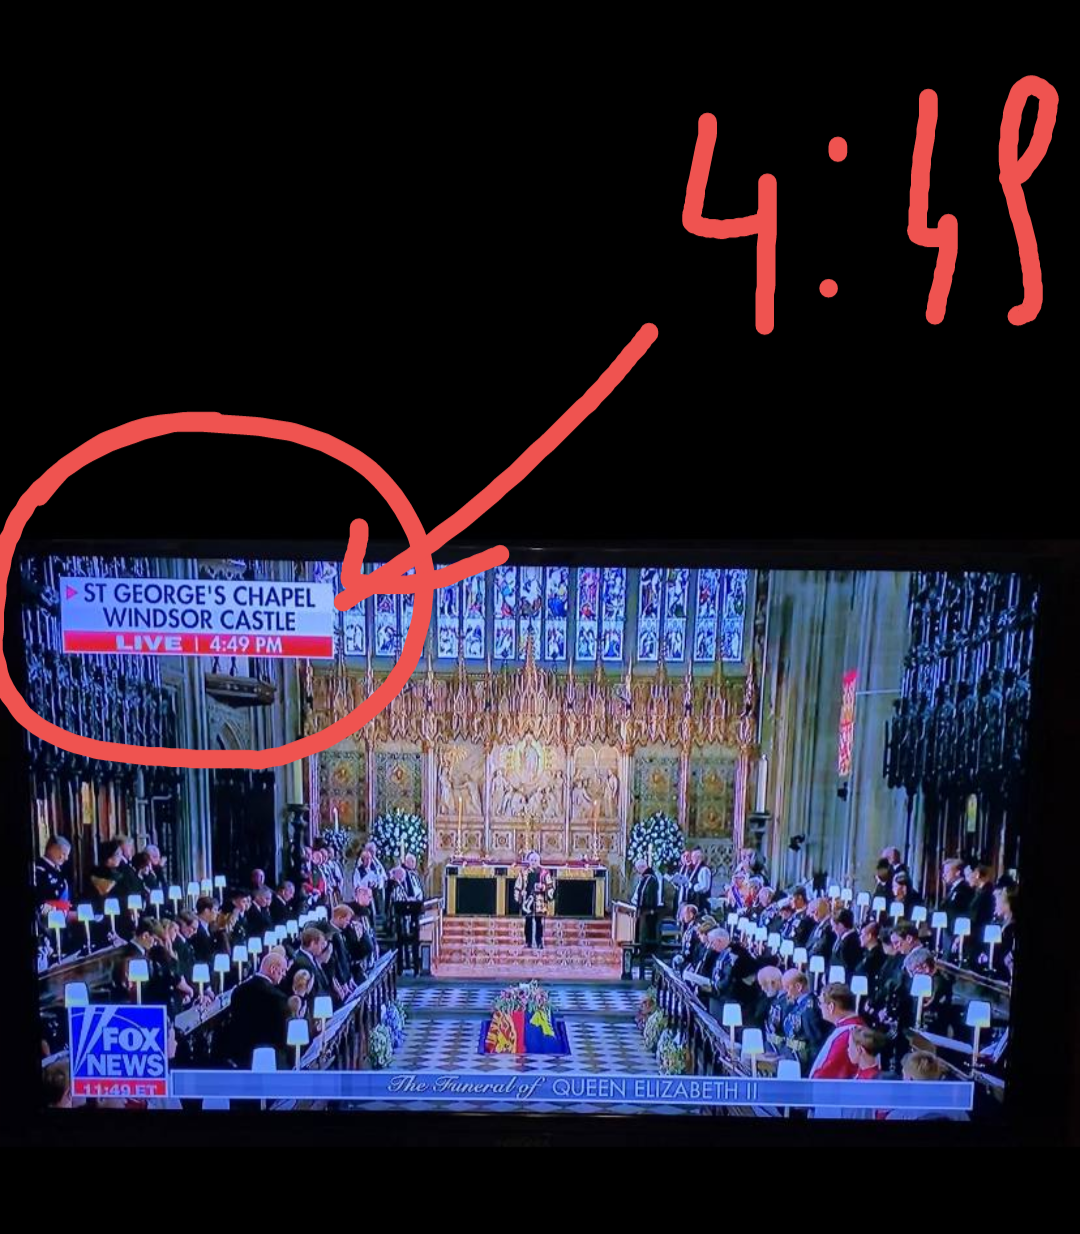 4:49
ST GEORGE'S CHAPEL
WINDSOR CASTLE
LIVE | 4:49 PM
FOX
NEWS
11:49 ET
The Funeral of QUEEN ELIZABETH II